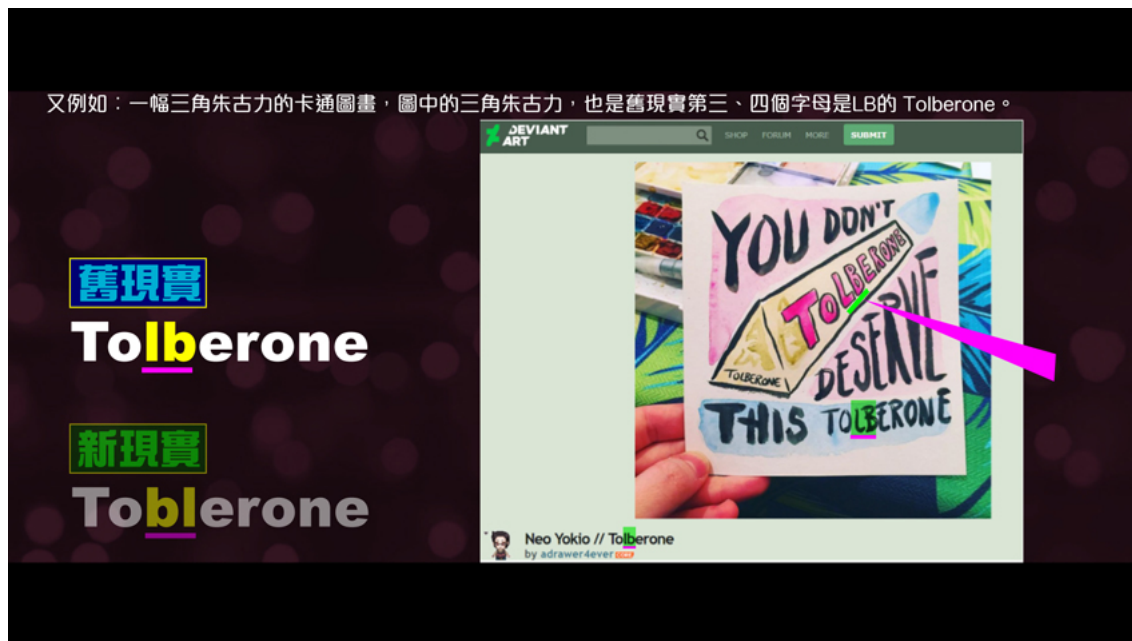 又例如：一幅三角朱古力的卡通圖畫，圖中的三角朱古力，也是舊現實第三、四個字母是LB的 Tolberone。
DEVIANT
ART
SHOP FORUM MORE SUBMIT
舊現實
Tolberone
新現實
Toblerone
YOU DON'T
TOLBERONE
TOLBERONE
DESERVE
THIS TOLBERONE
Neo Yokio // Tolberone
by adrawer4ever